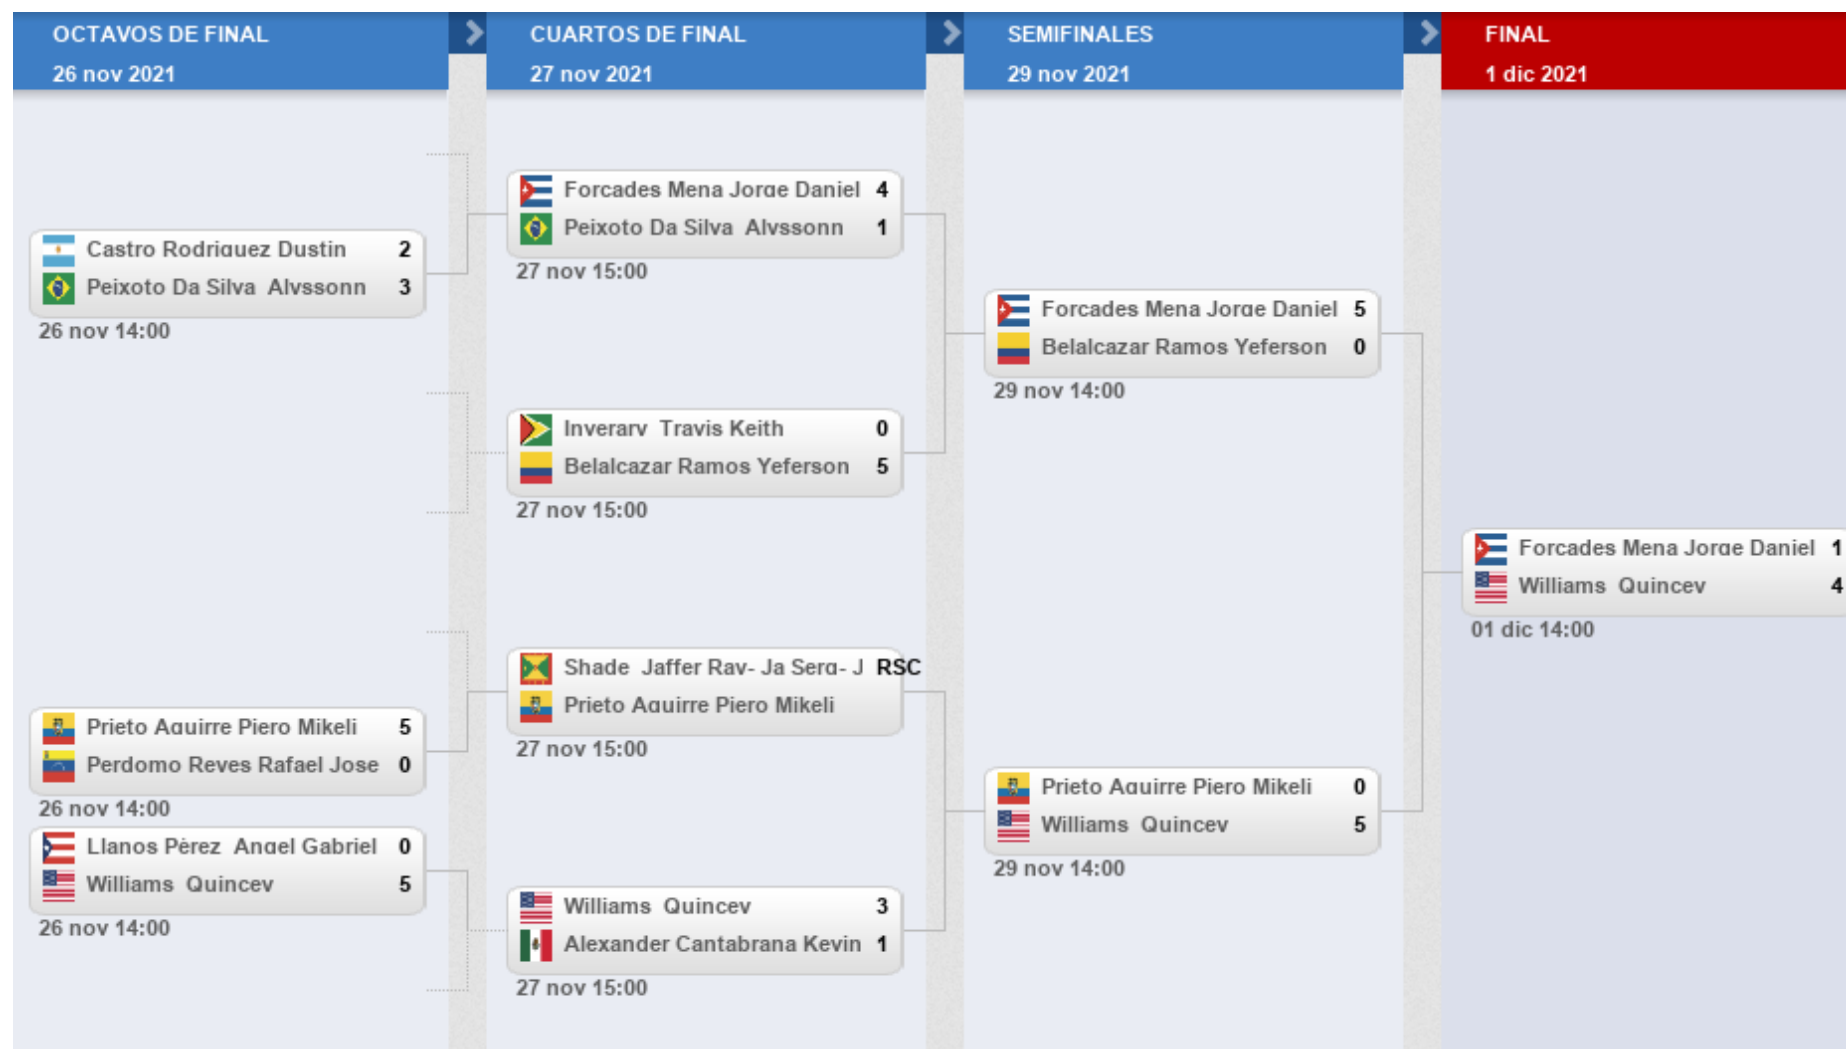 OCTAVOS DE FINAL
26 nov 2021
Castro Rodriguez Dustin 2
Peixoto Da Silva Alyssonn 3
26 nov 14:00
Prieto Aguirre Piero Mikeli 5
Perdomo Reyes Rafael Jose 0
26 nov 14:00
Llanos Pèrez Angel Gabriel 0
Williams Quincey 5
26 nov 14:00
CUARTOS DE FINAL
27 nov 2021
Forcades Mena Jorge Daniel 4
Peixoto Da Silva Alyssonn 1
27 nov 15:00
Inverary Travis Keith 0
Belalcazar Ramos Yeferson 5
27 nov 15:00
Shade Jaffer Ray- Ja Serg- J RSC
Prieto Aguirre Piero Mikeli
27 nov 15:00
Williams Quincey 3
Alexander Cantabrana Kevin 1
27 nov 15:00
SEMIFINALES
29 nov 2021
Forcades Mena Jorge Daniel 5
Belalcazar Ramos Yeferson 0
29 nov 14:00
Prieto Aguirre Piero Mikeli 0
Williams Quincey 5
29 nov 14:00
FINAL
1 dic 2021
Forcades Mena Jorge Daniel 1
Williams Quincey 4
01 dic 14:00